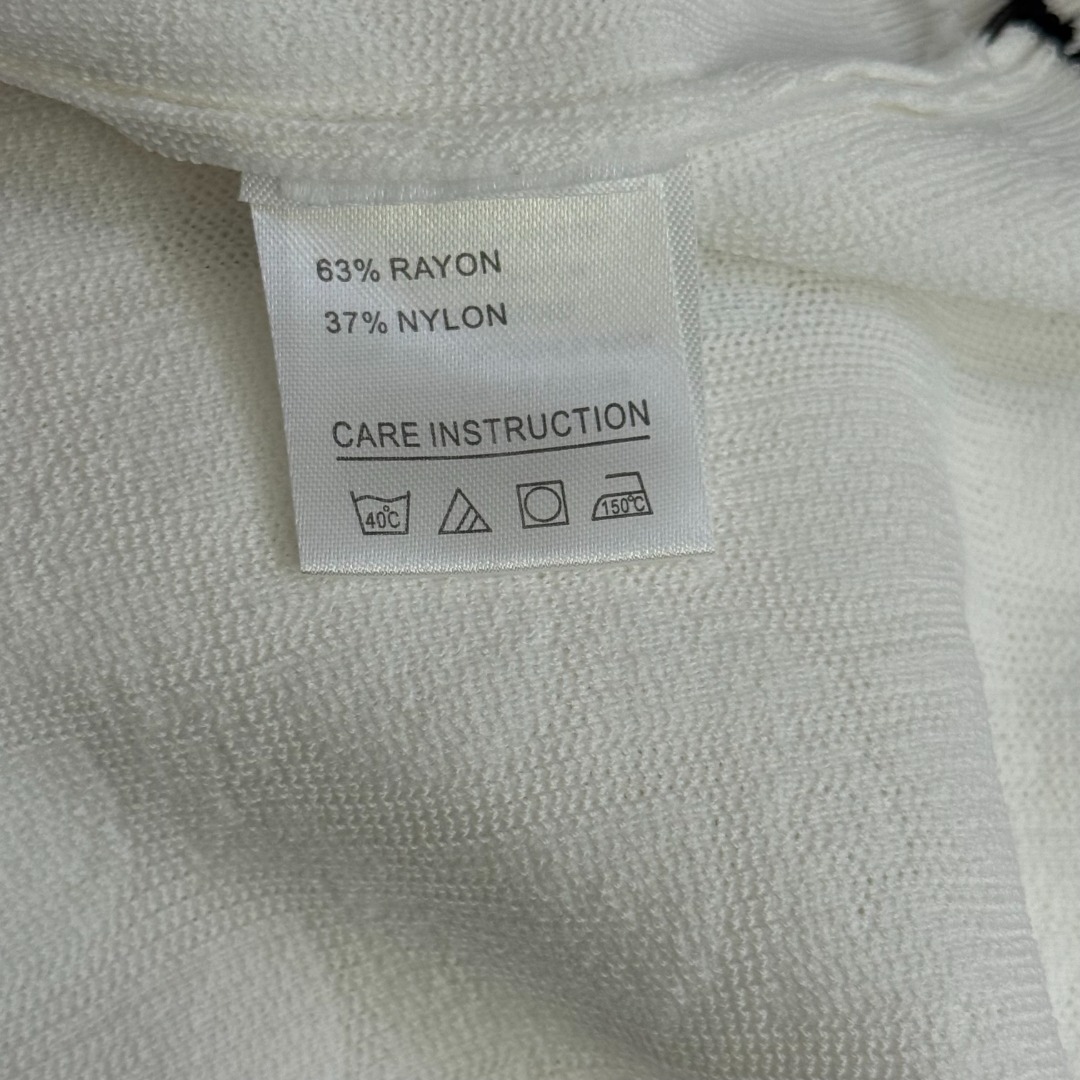 63% RAYON
37% NYLON
CARE INSTRUCTION
40°C 150°C